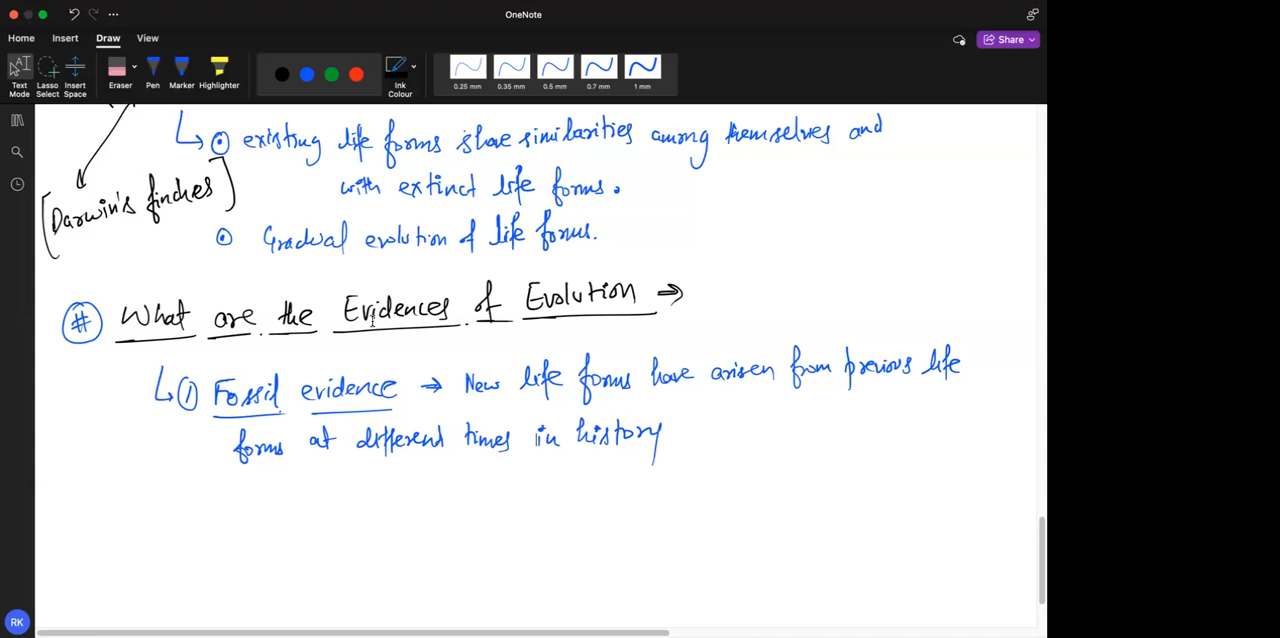 OneNote
Home Insert Draw View
Share
Text Mode
Lasso Select
Insert Space
Eraser
Pen
Marker
Highlighter
Ink Colour
0.25 mm
0.35 mm
0.5 mm
0.7 mm
1 mm
existing life forms share similarities among themselves and
with extinct life forms.
[Darwin's finches]
Gradual evolution of life forms.
# What are the Evidences of Evolution ⇒
↳ ① Fossil evidence ⇒ New life forms have arisen from previous life
forms at different times in history
RK